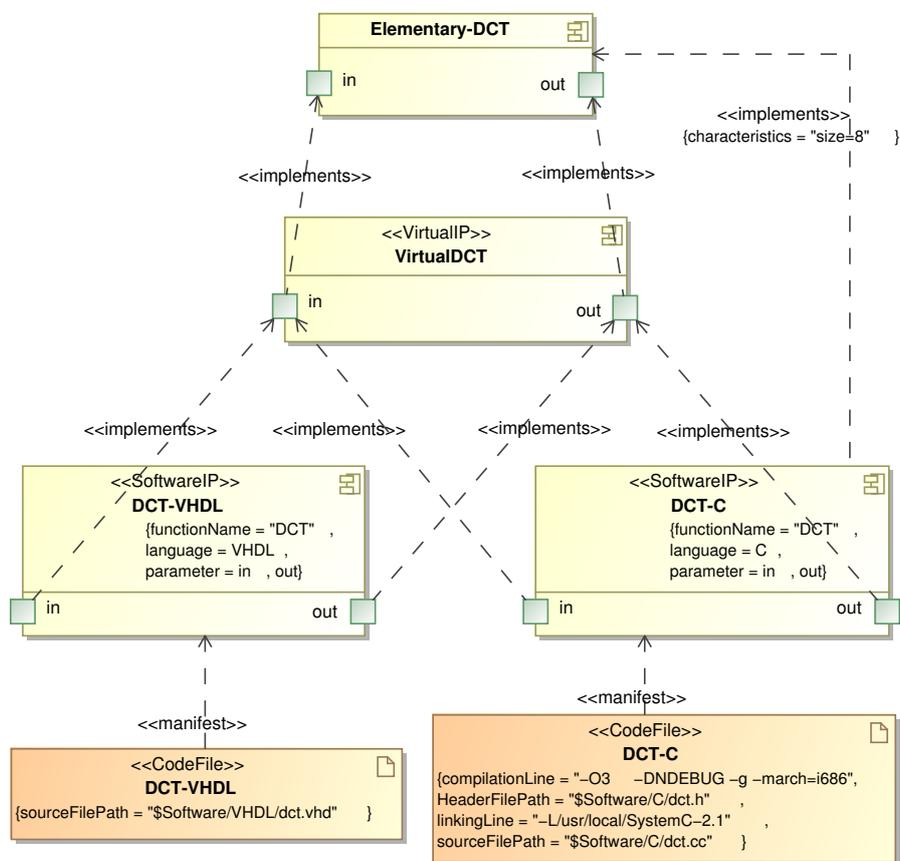 Elementary-DCT
in
out
<<implements>>
{characteristics = "size=8" }
<<implements>>
<<implements>>
<<VirtualIP>>
VirtualDCT
in
out
<<implements>>
<<implements>>
<<implements>>
<<implements>>
<<SoftwareIP>>
DCT-VHDL
{functionName = "DCT" ,
language = VHDL ,
parameter = in , out}
in
out
<<SoftwareIP>>
DCT-C
{functionName = "DCT" ,
language = C ,
parameter = in , out}
in
out
<<manifest>>
<<manifest>>
<<CodeFile>>
DCT-VHDL
{sourceFilePath = "$Software/VHDL/dct.vhd" }
<<CodeFile>>
DCT-C
{compilationLine = "−O3 −DNDEBUG −g −march=i686",
HeaderFilePath = "$Software/C/dct.h" ,
linkingLine = "−L/usr/local/SystemC−2.1" ,
sourceFilePath = "$Software/C/dct.cc" }